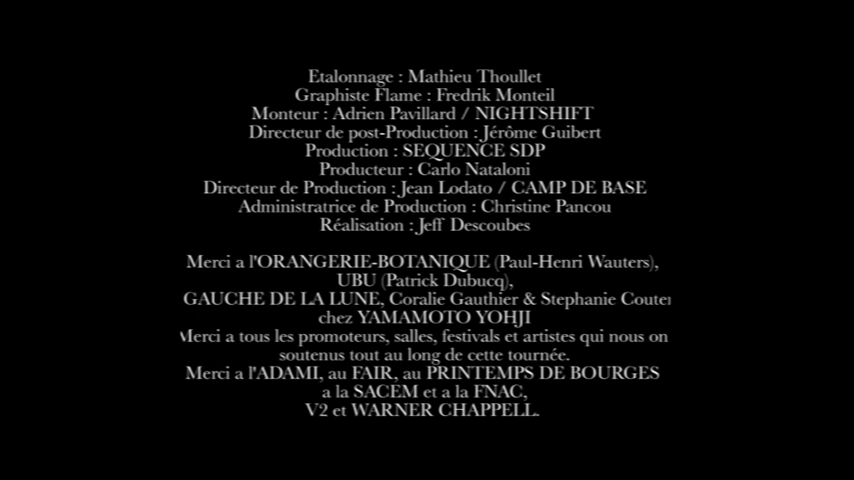 Etalonnage : Mathieu Thoullet
Graphiste Flame : Fredrik Monteil
Monteur : Adrien Pavillard / NIGHTSHIFT
Directeur de post-Production : Jérôme Guibert
Production : SEQUENCE SDP
Producteur : Carlo Nataloni
Directeur de Production : Jean Lodato / CAMP DE BASE
Administratrice de Production : Christine Pancou
Réalisation : Jeff Descoubes
Merci a l'ORANGERIE-BOTANIQUE (Paul-Henri Wauters),
UBU (Patrick Dubucq),
GAUCHE DE LA LUNE, Coralie Gauthier & Stephanie Couter
chez YAMAMOTO YOHJI
Merci a tous les promoteurs, salles, festivals et artistes qui nous on
soutenus tout au long de cette tournée.
Merci a l'ADAMI, au FAIR, au PRINTEMPS DE BOURGES
a la SACEM et a la FNAC,
V2 et WARNER CHAPPELL.